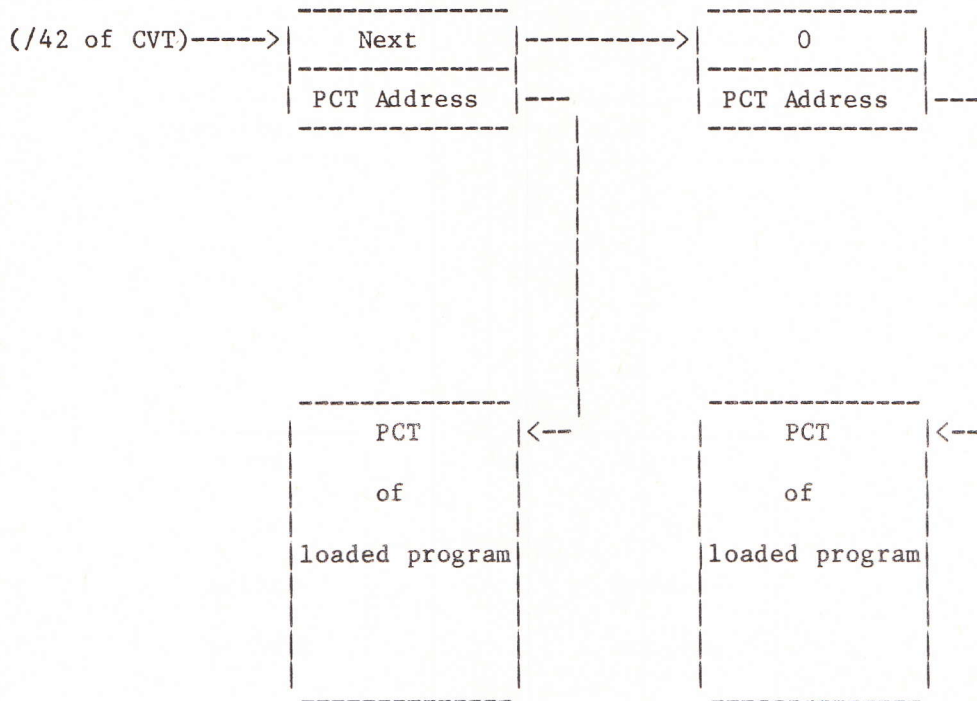 (/42 of CVT)----->| Next |--------->| 0 |
| PCT Address |-- | PCT Address |--
| PCT |<-- | PCT |<--
of of
|loaded program| |loaded program|